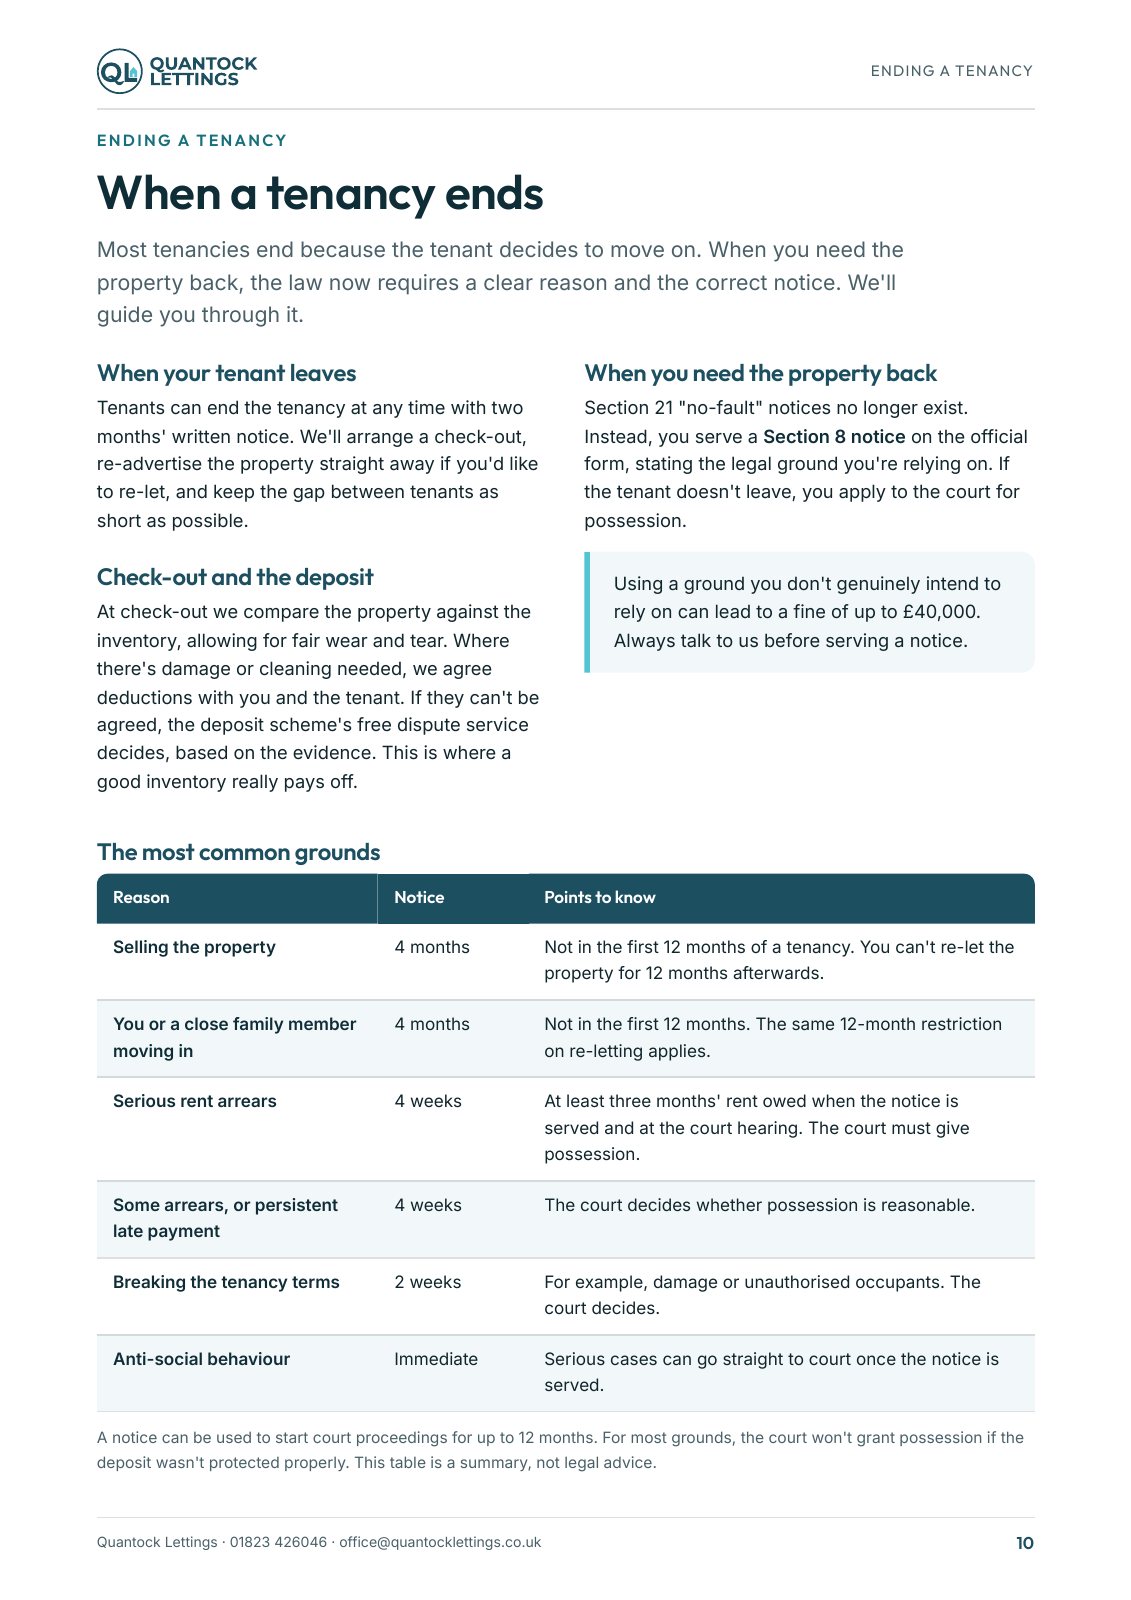 QL QUANTOCK
LETTINGS
ENDING A TENANCY
ENDING A TENANCY
When a tenancy ends
Most tenancies end because the tenant decides to move on. When you need the
property back, the law now requires a clear reason and the correct notice. We'll
guide you through it.
When your tenant leaves
Tenants can end the tenancy at any time with two
months' written notice. We'll arrange a check-out,
re-advertise the property straight away if you'd like
to re-let, and keep the gap between tenants as
short as possible.
Check-out and the deposit
At check-out we compare the property against the
inventory, allowing for fair wear and tear. Where
there's damage or cleaning needed, we agree
deductions with you and the tenant. If they can't be
agreed, the deposit scheme's free dispute service
decides, based on the evidence. This is where a
good inventory really pays off.
When you need the property back
Section 21 "no-fault" notices no longer exist.
Instead, you serve a Section 8 notice on the official
form, stating the legal ground you're relying on. If
the tenant doesn't leave, you apply to the court for
possession.
Using a ground you don't genuinely intend to
rely on can lead to a fine of up to £40,000.
Always talk to us before serving a notice.
The most common grounds
Reason Notice Points to know
Selling the property 4 months Not in the first 12 months of a tenancy. You can't re-let the
property for 12 months afterwards.
You or a close family member 4 months Not in the first 12 months. The same 12-month restriction
moving in on re-letting applies.
Serious rent arrears 4 weeks At least three months' rent owed when the notice is
served and at the court hearing. The court must give
possession.
Some arrears, or persistent 4 weeks The court decides whether possession is reasonable.
late payment
Breaking the tenancy terms 2 weeks For example, damage or unauthorised occupants. The
court decides.
Anti-social behaviour Immediate Serious cases can go straight to court once the notice is
served.
A notice can be used to start court proceedings for up to 12 months. For most grounds, the court won't grant possession if the
deposit wasn't protected properly. This table is a summary, not legal advice.
Quantock Lettings · 01823 426046 · office@quantocklettings.co.uk 10